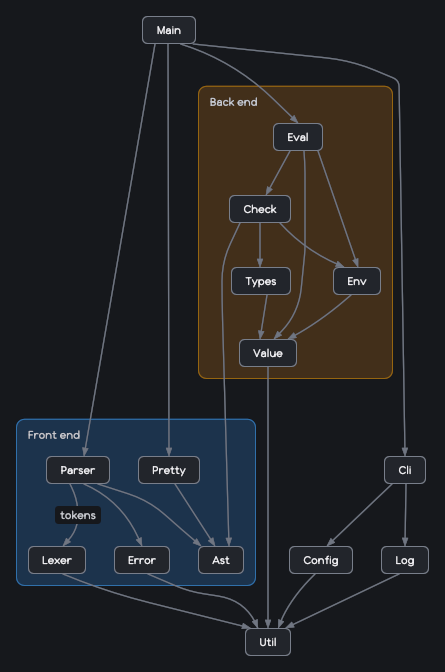 Main
Back end
Eval
Check
Types
Env
Value
Front end
Parser
Pretty
Cli
tokens
Lexer
Error
Ast
Config
Log
Util